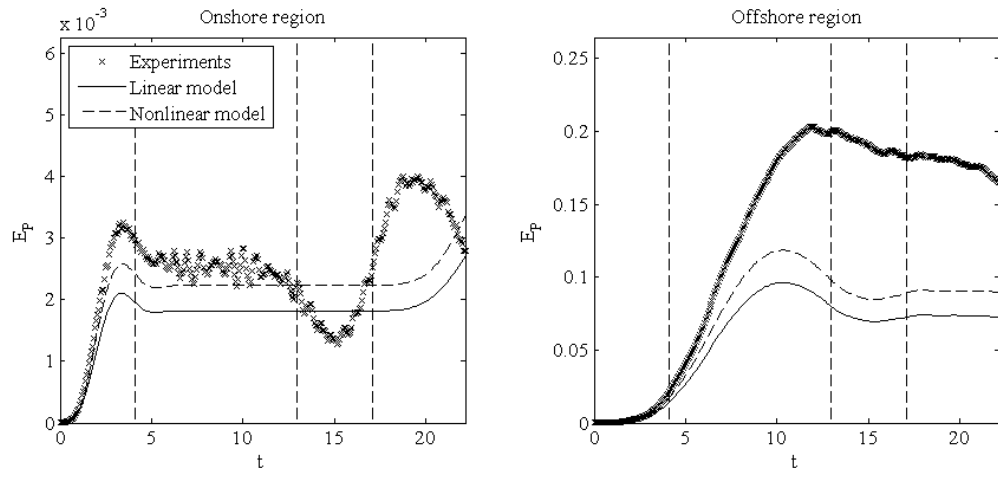 Onshore region
x 10⁻³
6
5
4
3
2
1
0
E_P
0 5 10 15 20
t
Experiments
Linear model
Nonlinear model
Offshore region
0.25
0.2
0.15
0.1
0.05
0
E_P
0 5 10 15 20
t